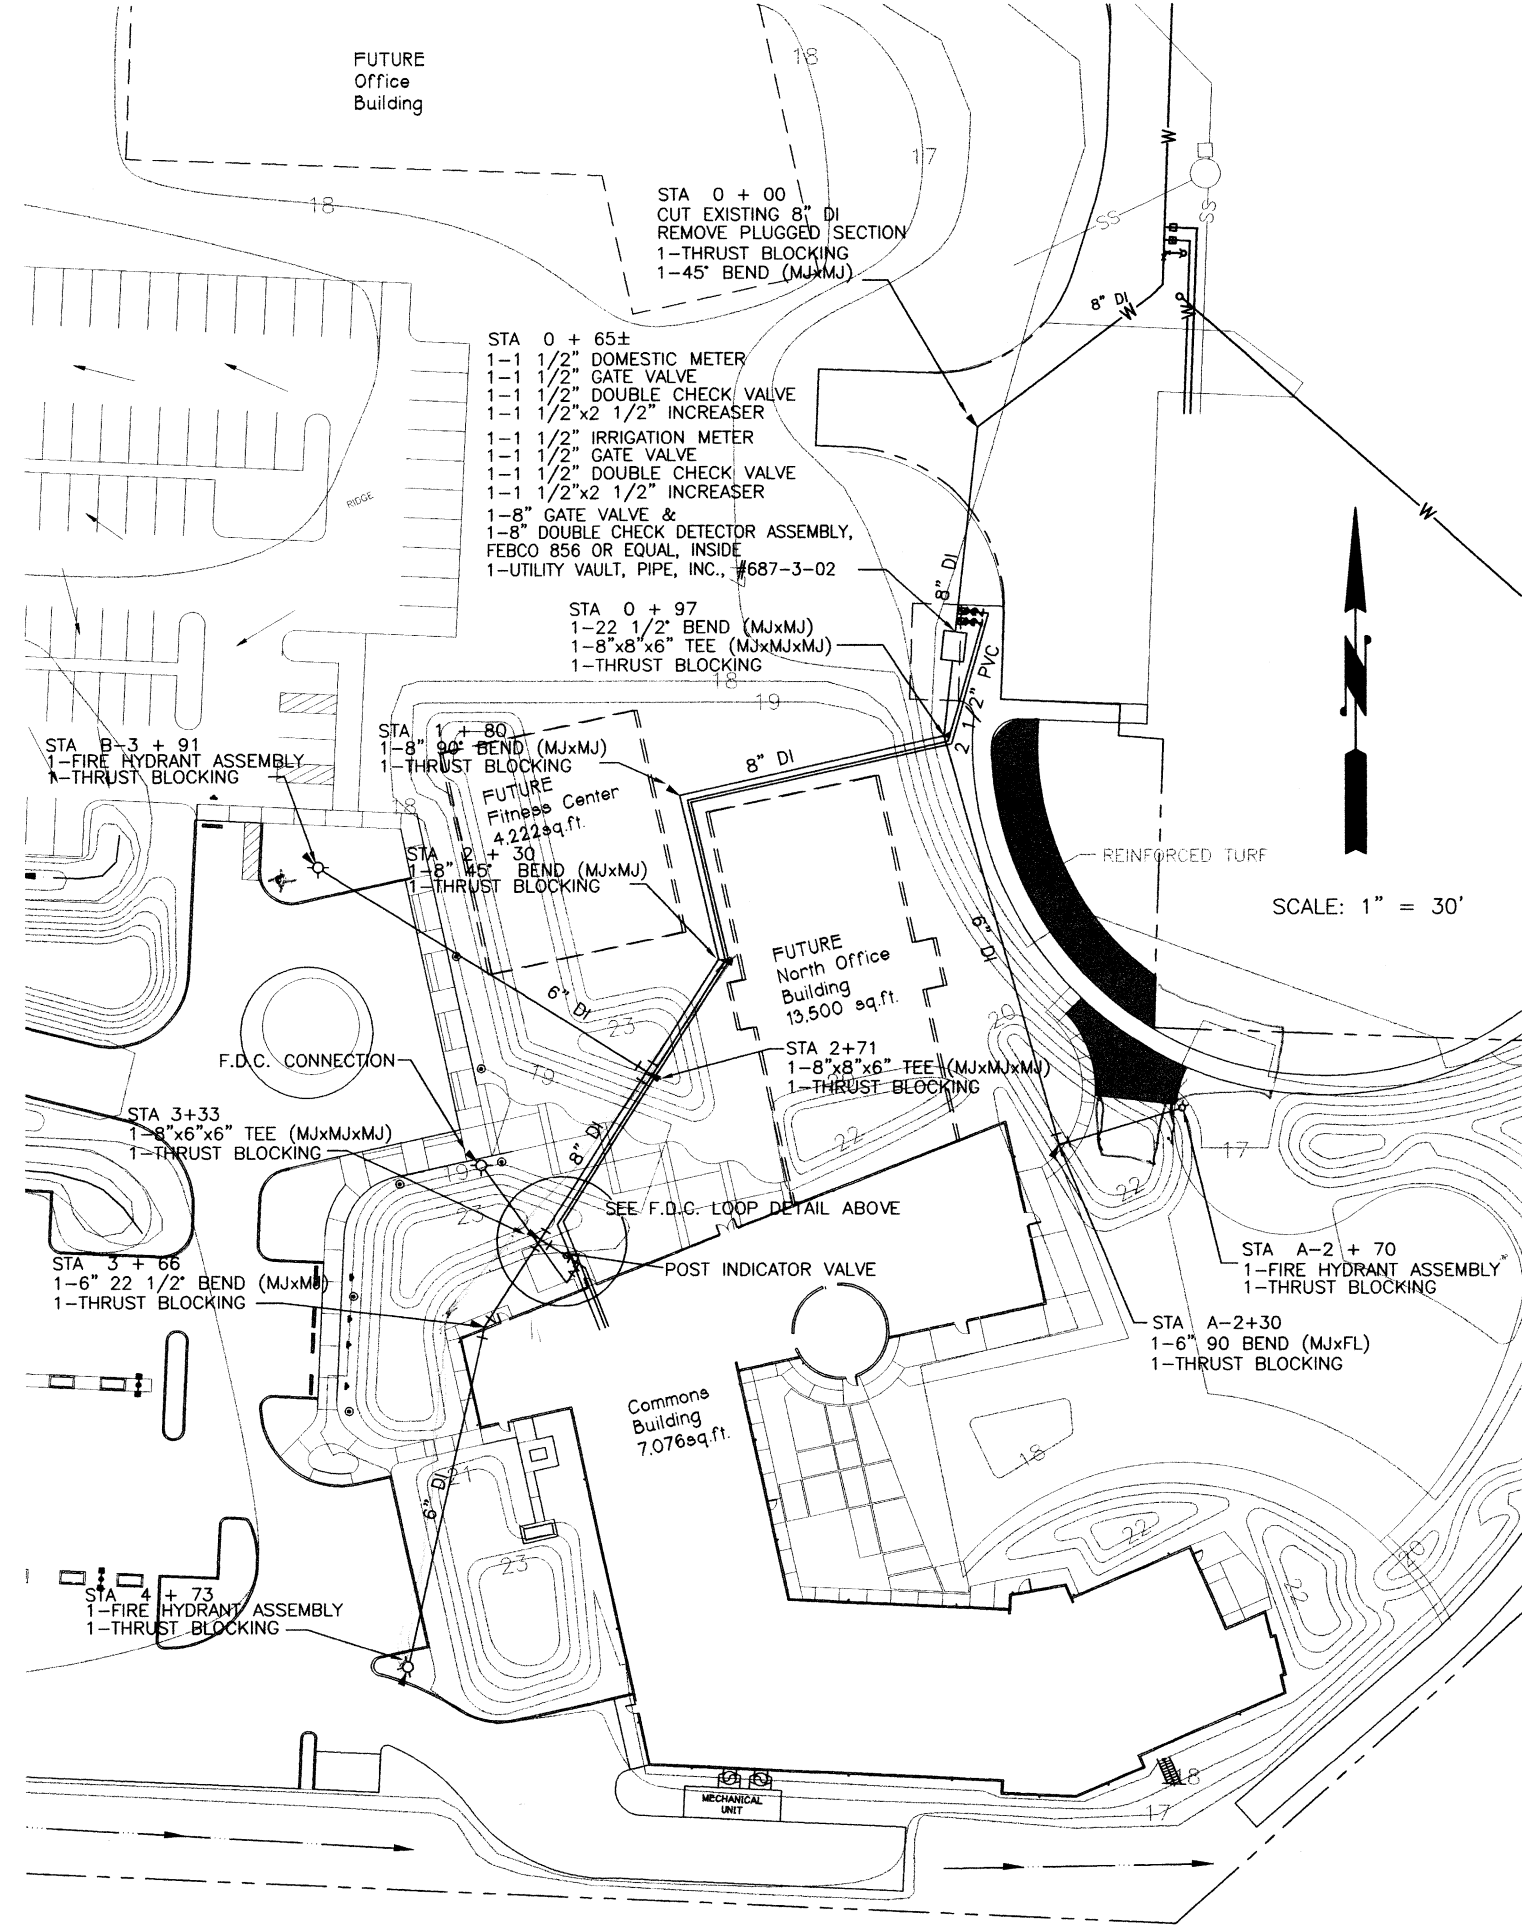 FUTURE
Office
Building
18
17
18
STA 0 + 00
CUT EXISTING 8" DI
REMOVE PLUGGED SECTION
1-THRUST BLOCKING
1-45° BEND (MJxMJ)
W
SS
SS
8" DI
W
W
W
STA 0 + 65±
1-1 1/2" DOMESTIC METER
1-1 1/2" GATE VALVE
1-1 1/2" DOUBLE CHECK VALVE
1-1 1/2"x2 1/2" INCREASER
1-1 1/2" IRRIGATION METER
1-1 1/2" GATE VALVE
1-1 1/2" DOUBLE CHECK VALVE
1-1 1/2"x2 1/2" INCREASER
1-8" GATE VALVE &
1-8" DOUBLE CHECK DETECTOR ASSEMBLY,
FEBCO 856 OR EQUAL, INSIDE
1-UTILITY VAULT, PIPE, INC., #687-3-02
RIDGE
8" DI
STA 0 + 97
1-22 1/2° BEND (MJxMJ)
1-8"x8"x6" TEE (MJxMJxMJ)
1-THRUST BLOCKING
2 1/2" PVC
18
19
N
STA B-3 + 91
1-FIRE HYDRANT ASSEMBLY
1-THRUST BLOCKING
STA 1 + 80
1-8" 90° BEND (MJxMJ)
1-THRUST BLOCKING
8" DI
FUTURE
Fitness Center
4,222sq.ft.
18
STA 2 + 30
1-8" 45° BEND (MJxMJ)
1-THRUST BLOCKING
REINFORCED TURF
SCALE: 1" = 30'
6" DI
FUTURE
North Office
Building
13,500 sq.ft.
6" DI
23
20
STA 2+71
1-8"x8"x6" TEE (MJxMJxMJ)
1-THRUST BLOCKING
F.D.C. CONNECTION
19
STA 3+33
1-8"x6"x6" TEE (MJxMJxMJ)
1-THRUST BLOCKING
8" DI
22
17
19
22
23
SEE F.D.C. LOOP DETAIL ABOVE
POST INDICATOR VALVE
STA 3 + 66
1-6" 22 1/2° BEND (MJxMJ)
1-THRUST BLOCKING
STA A-2 + 70
1-FIRE HYDRANT ASSEMBLY
1-THRUST BLOCKING
STA A-2+30
1-6" 90 BEND (MJxFL)
1-THRUST BLOCKING
Commons
Building
7,076sq.ft.
18
21
6" DI
22
20
23
22
STA 4 + 73
1-FIRE HYDRANT ASSEMBLY
1-THRUST BLOCKING
MECHANICAL
UNIT
18
17